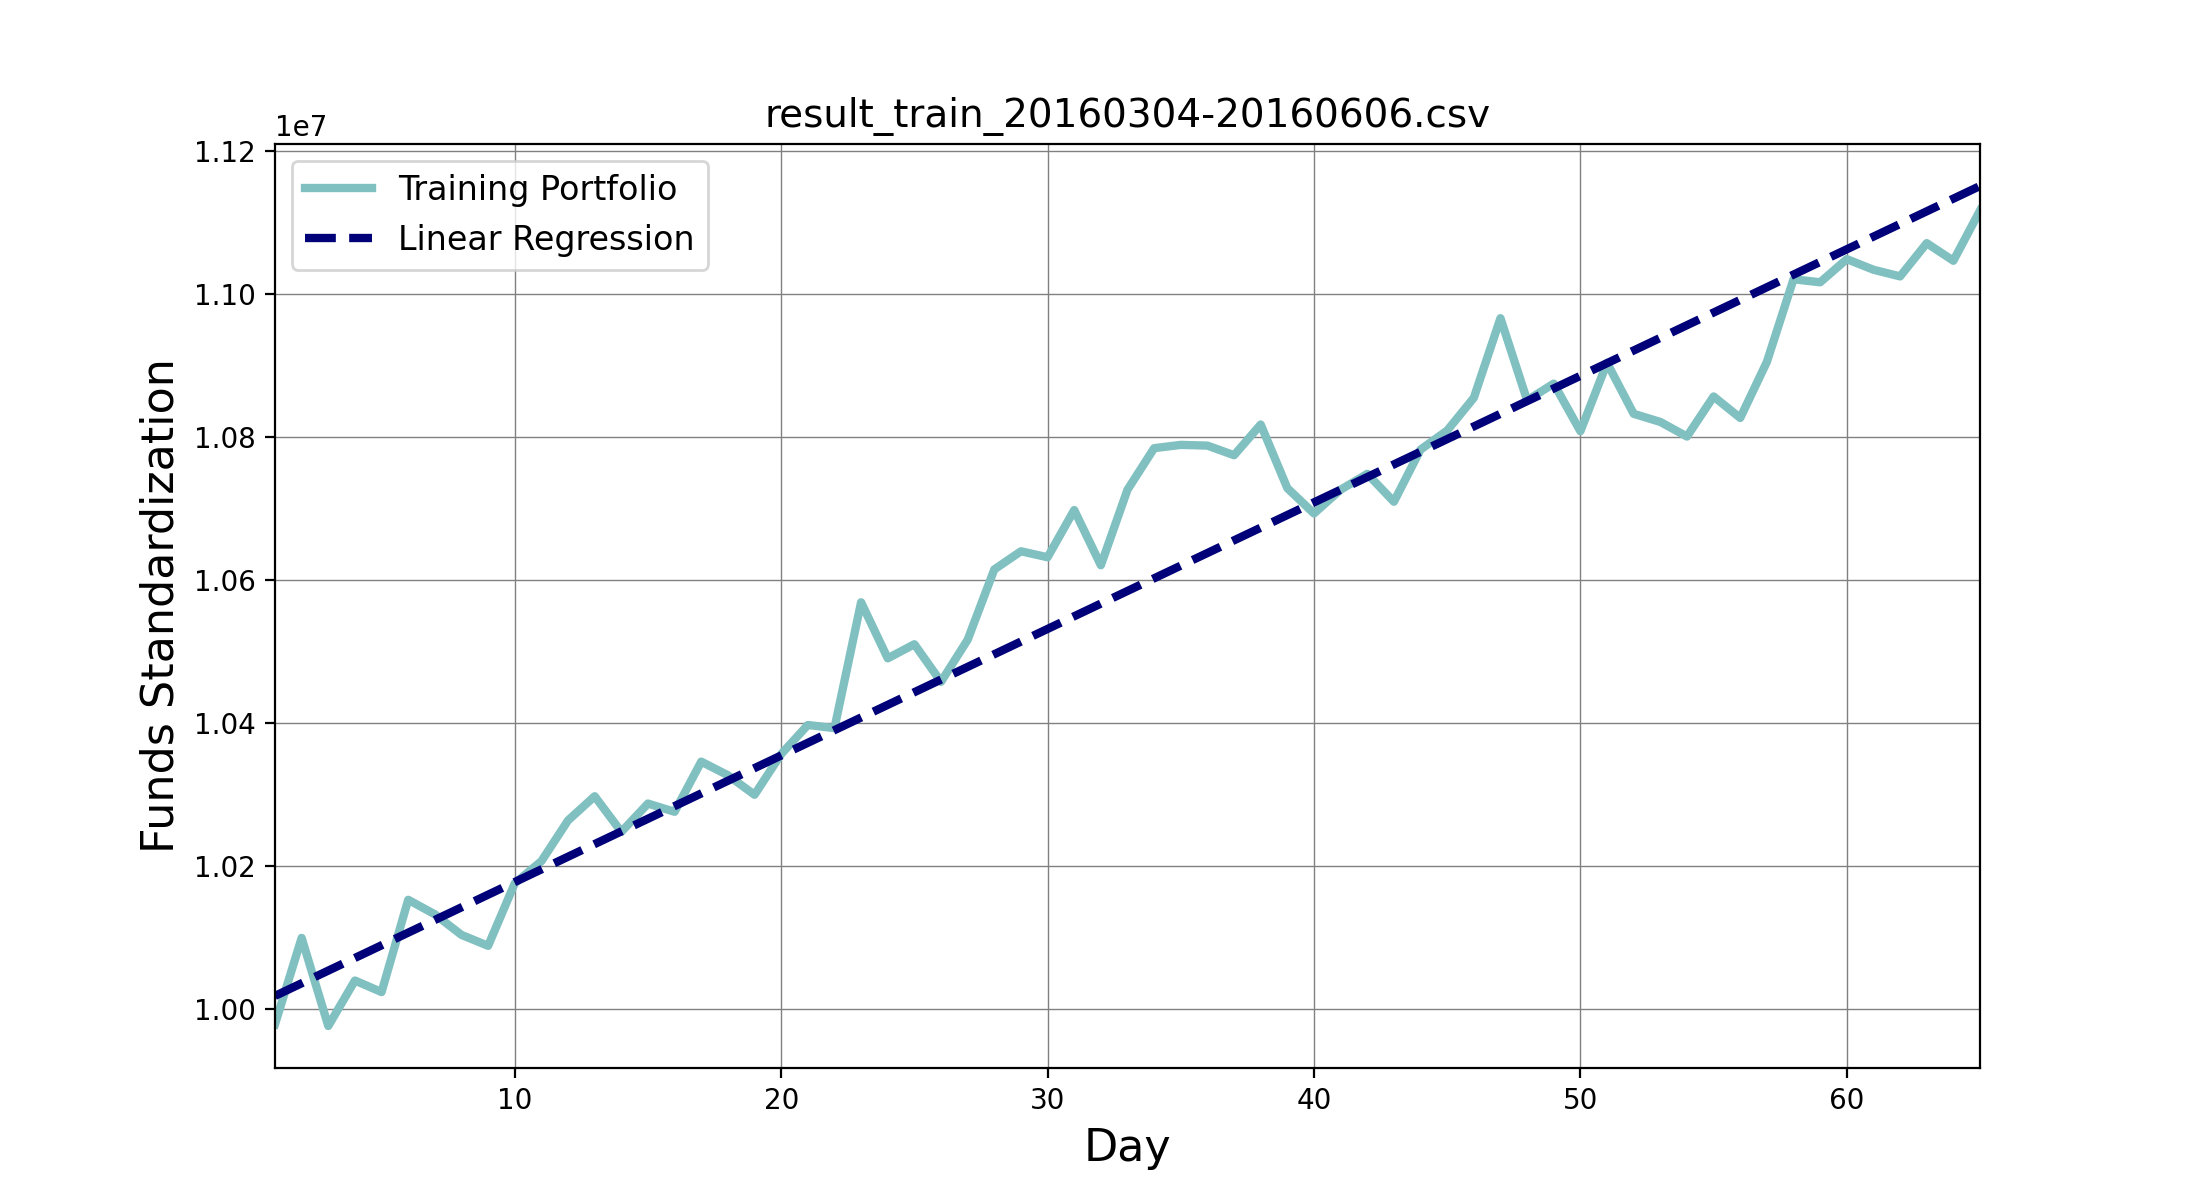 result_train_20160304-20160606.csv
1e7
Training Portfolio
Linear Regression
1.12
1.10
1.08
1.06
1.04
1.02
1.00
Funds Standardization
10 20 30 40 50 60
Day